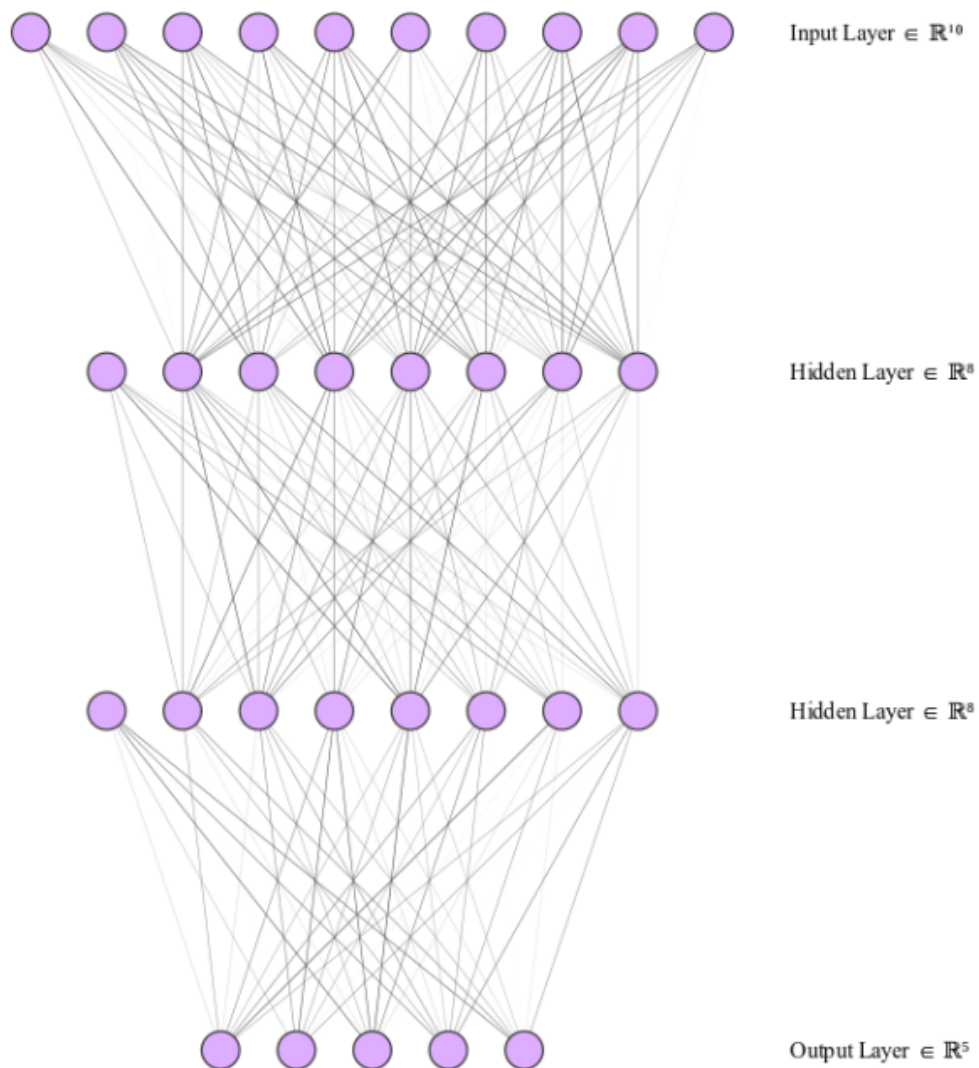 Input Layer ∈ ℝ¹⁰
Hidden Layer ∈ ℝ⁸
Hidden Layer ∈ ℝ⁸
Output Layer ∈ ℝ⁵